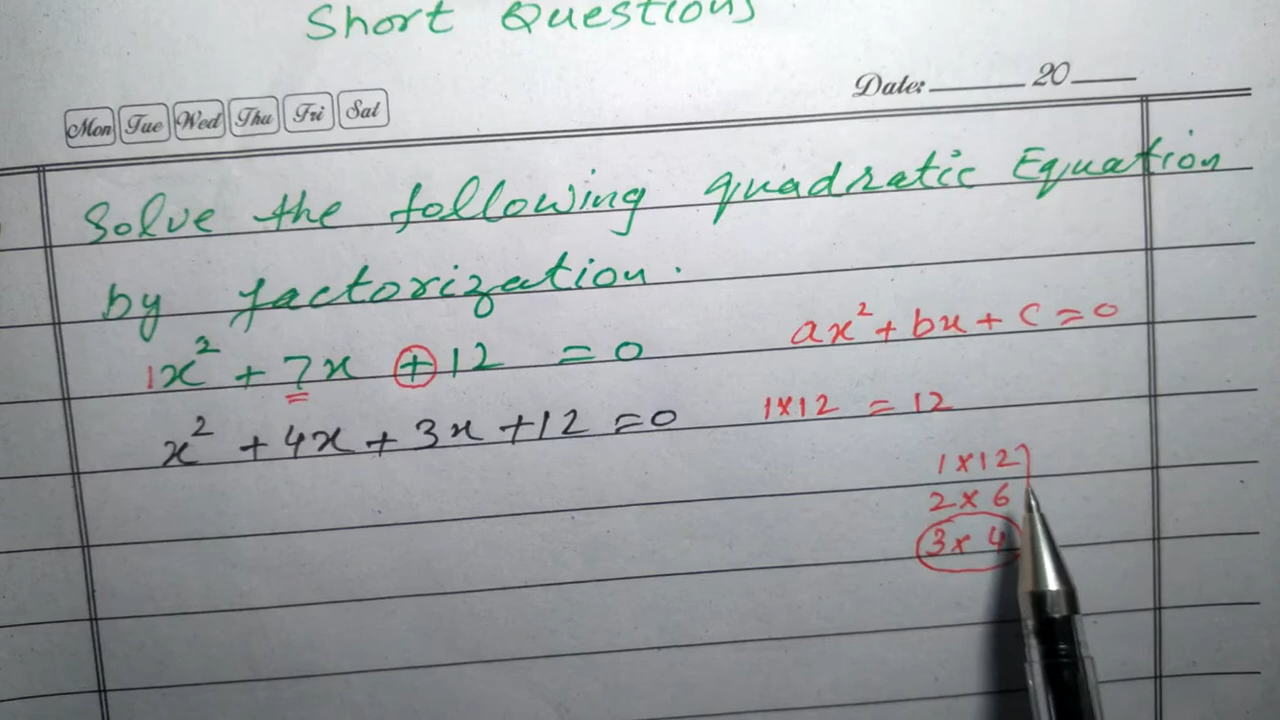 Short Questions
Date: 20
Mon Tue Wed Thu Fri Sat
Solve the following quadratic Equation
by factorization.
ax² + bx + c = 0
1x² + 7x + 12 = 0
1×12 = 12
x² + 4x + 3x + 12 = 0
1×12
2×6
3×4